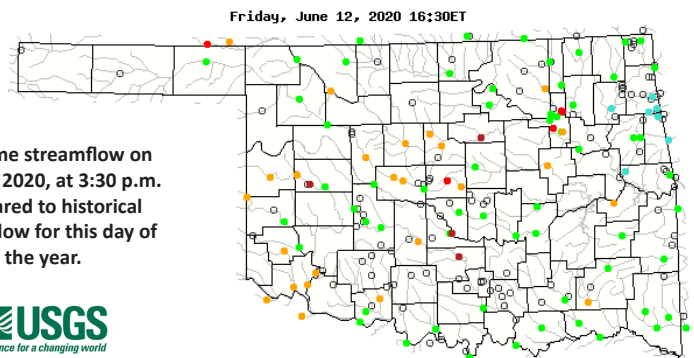 Friday, June 12, 2020 16:30ET
me streamflow on
2020, at 3:30 p.m.
ared to historical
low for this day of
the year.
USGS
nce for a changing world